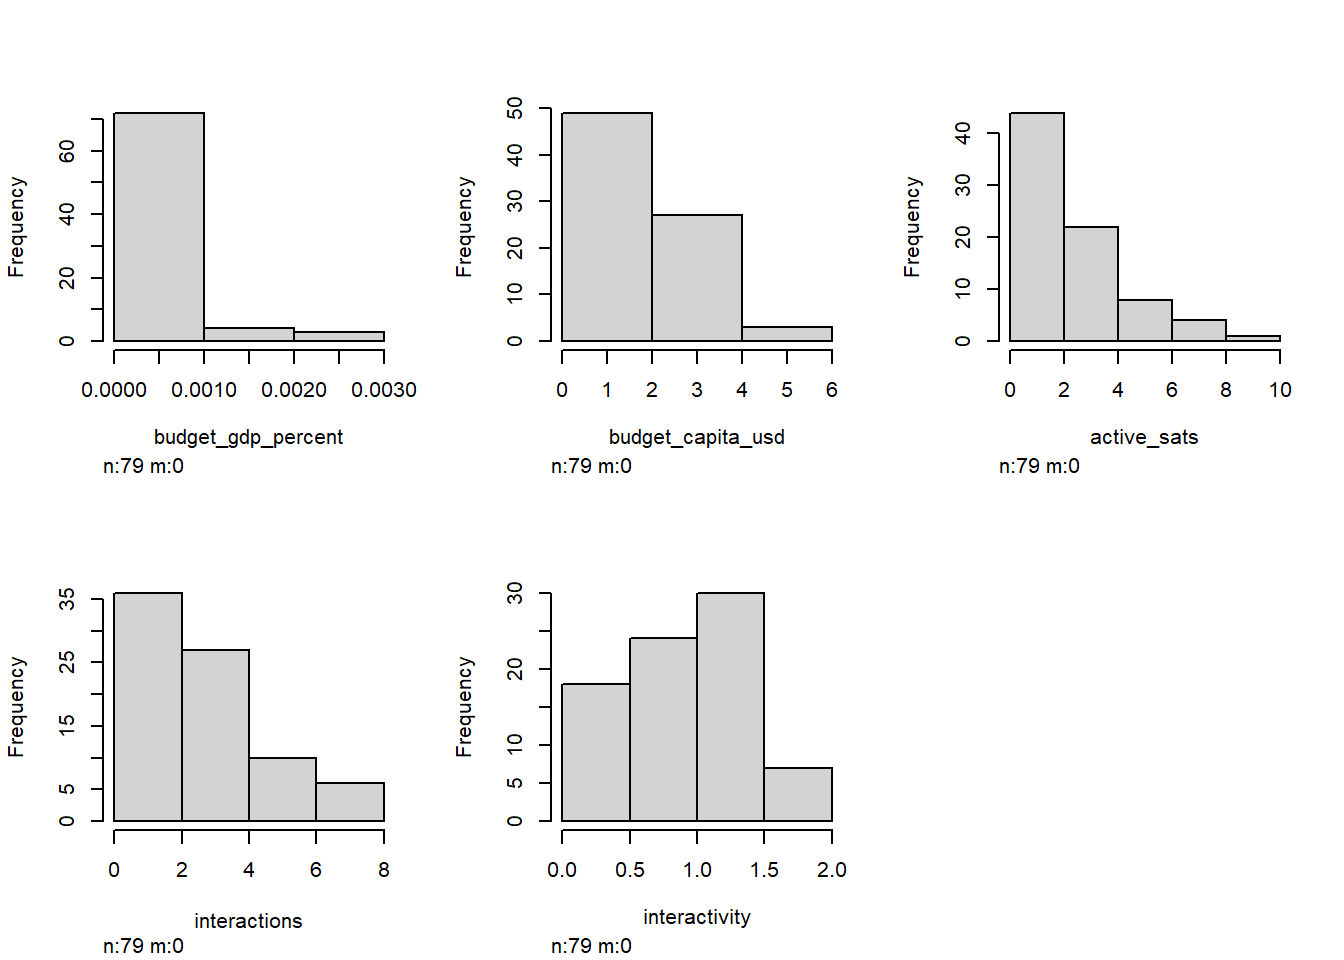 Frequency
0 20 40 60
0.0000 0.0010 0.0020 0.0030
budget_gdp_percent
n:79 m:0
Frequency
0 10 20 30 40 50
0 1 2 3 4 5 6
budget_capita_usd
n:79 m:0
Frequency
0 10 20 30 40
0 2 4 6 8 10
active_sats
n:79 m:0
Frequency
0 5 15 25 35
0 2 4 6 8
interactions
n:79 m:0
Frequency
0 5 10 20 30
0.0 0.5 1.0 1.5 2.0
interactivity
n:79 m:0